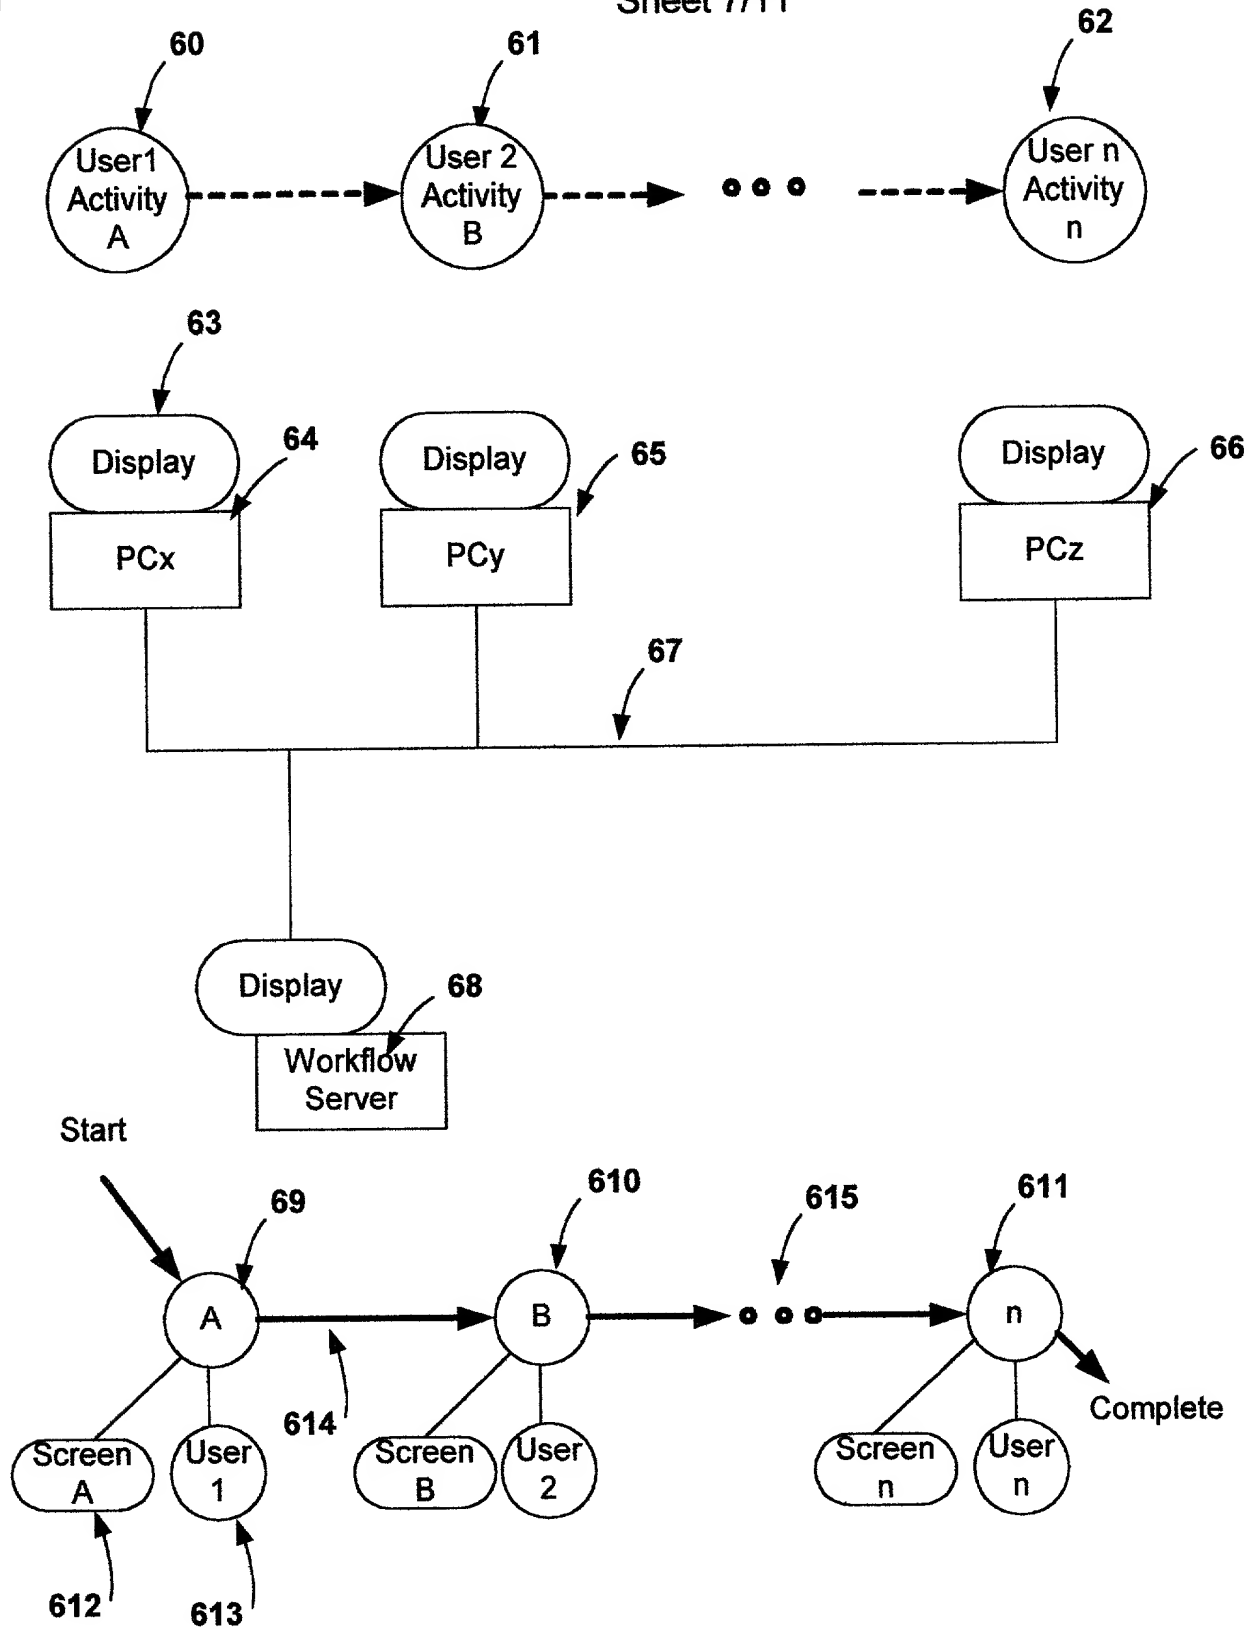 Sheet 7/11
60
61
62
User1
Activity
A
User 2
Activity
B
User n
Activity
n
63
Display
64
PCx
Display
65
PCy
Display
66
PCz
67
Display
68
Workflow
Server
Start
69
610
615
611
A
B
n
614
Complete
Screen
A
User
1
Screen
B
User
2
Screen
n
User
n
612
613